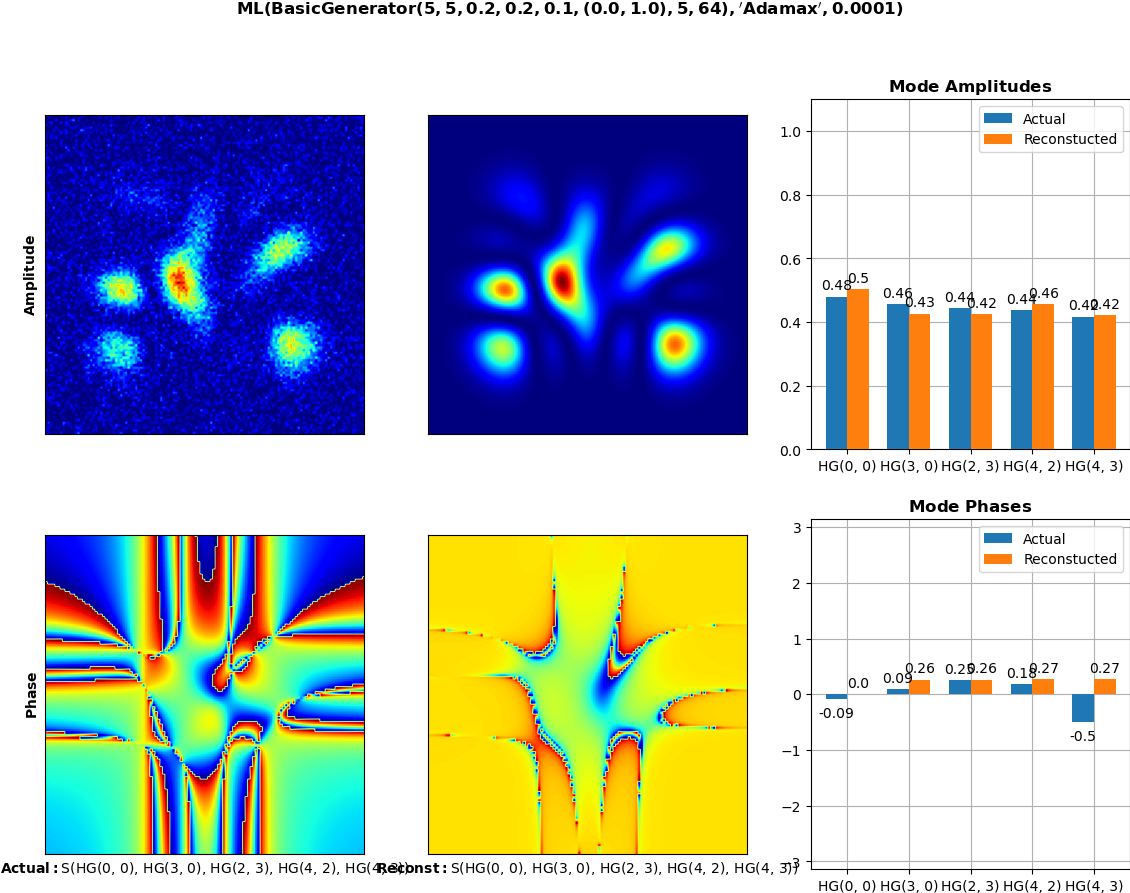 ML(BasicGenerator(5, 5, 0.2, 0.2, 0.1, (0.0, 1.0), 5, 64), ′Adamax′, 0.0001)
Mode Amplitudes
Actual
Reconstucted
1.0
0.8
0.6
0.4
0.2
0.0
0.48 0.5 0.46 0.43 0.44 0.42 0.44 0.46 0.42 0.42
HG(0, 0) HG(3, 0) HG(2, 3) HG(4, 2) HG(4, 3)
Amplitude
Mode Phases
Actual
Reconstucted
3
2
1
0
−1
−2
−3
-0.09 0.0 0.09 0.26 0.25 0.26 0.18 0.27 -0.5 0.27
HG(0, 0) HG(3, 0) HG(2, 3) HG(4, 2) HG(4, 3)
Phase
Actual: S(HG(0, 0), HG(3, 0), HG(2, 3), HG(4, 2), HG(4, 3))
Reconst: S(HG(0, 0), HG(3, 0), HG(2, 3), HG(4, 2), HG(4, 3))